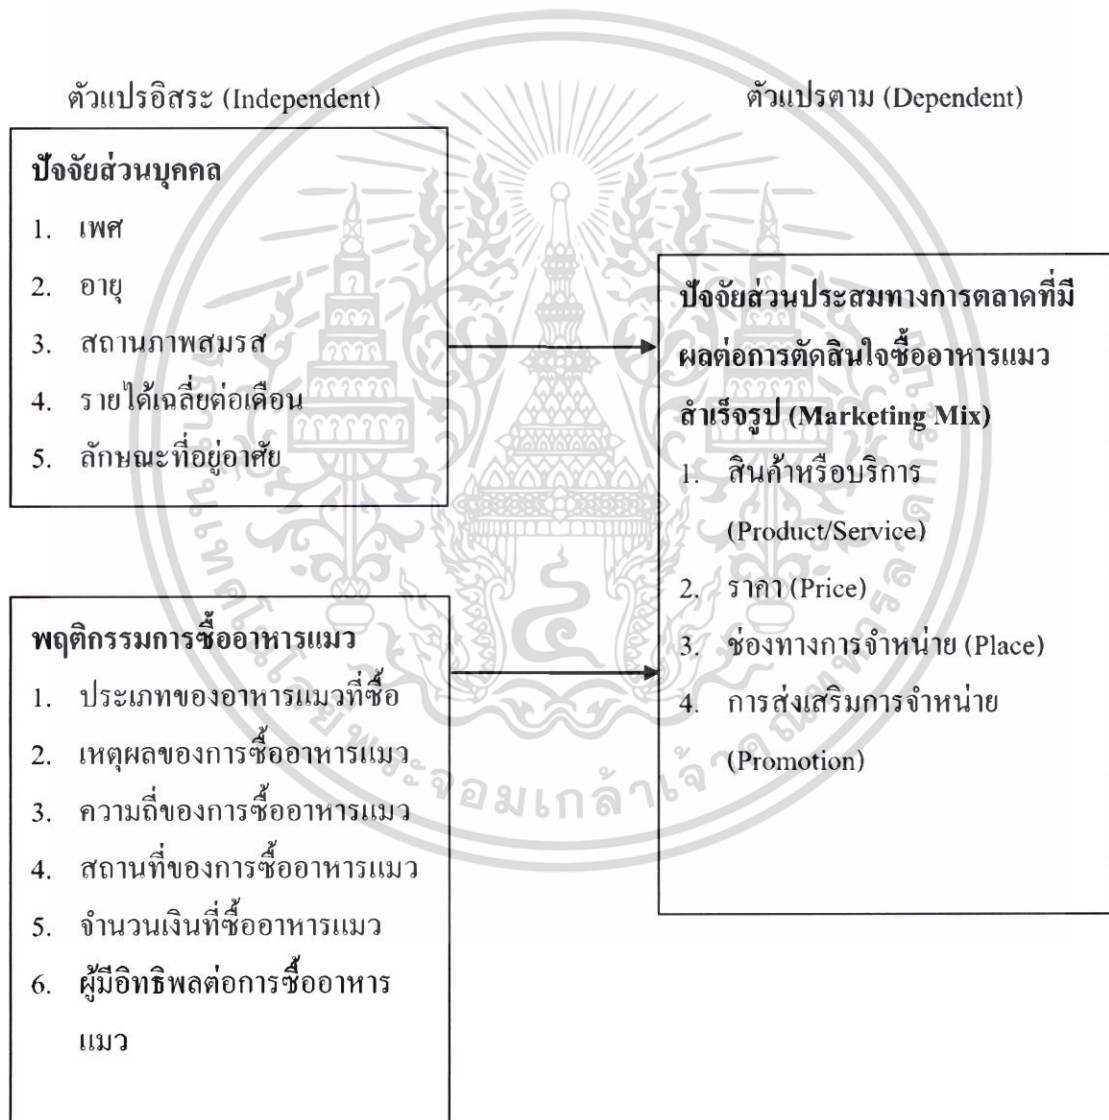 ตัวแปรอิสระ (Independent)
ตัวแปรตาม (Dependent)
ปัจจัยส่วนบุคคล
1. เพศ
2. อายุ
3. สถานภาพสมรส
4. รายได้เฉลี่ยต่อเดือน
5. ลักษณะที่อยู่อาศัย
พฤติกรรมการซื้ออาหารแมว
1. ประเภทของอาหารแมวที่ซื้อ
2. เหตุผลของการซื้ออาหารแมว
3. ความถี่ของการซื้ออาหารแมว
4. สถานที่ของการซื้ออาหารแมว
5. จำนวนเงินที่ซื้ออาหารแมว
6. ผู้มีอิทธิพลต่อการซื้ออาหาร
แมว
ปัจจัยส่วนประสมทางการตลาดที่มี
ผลต่อการตัดสินใจซื้ออาหารแมว
สำเร็จรูป (Marketing Mix)
1. สินค้าหรือบริการ
(Product/Service)
2. ราคา (Price)
3. ช่องทางการจำหน่าย (Place)
4. การส่งเสริมการจำหน่าย
(Promotion)